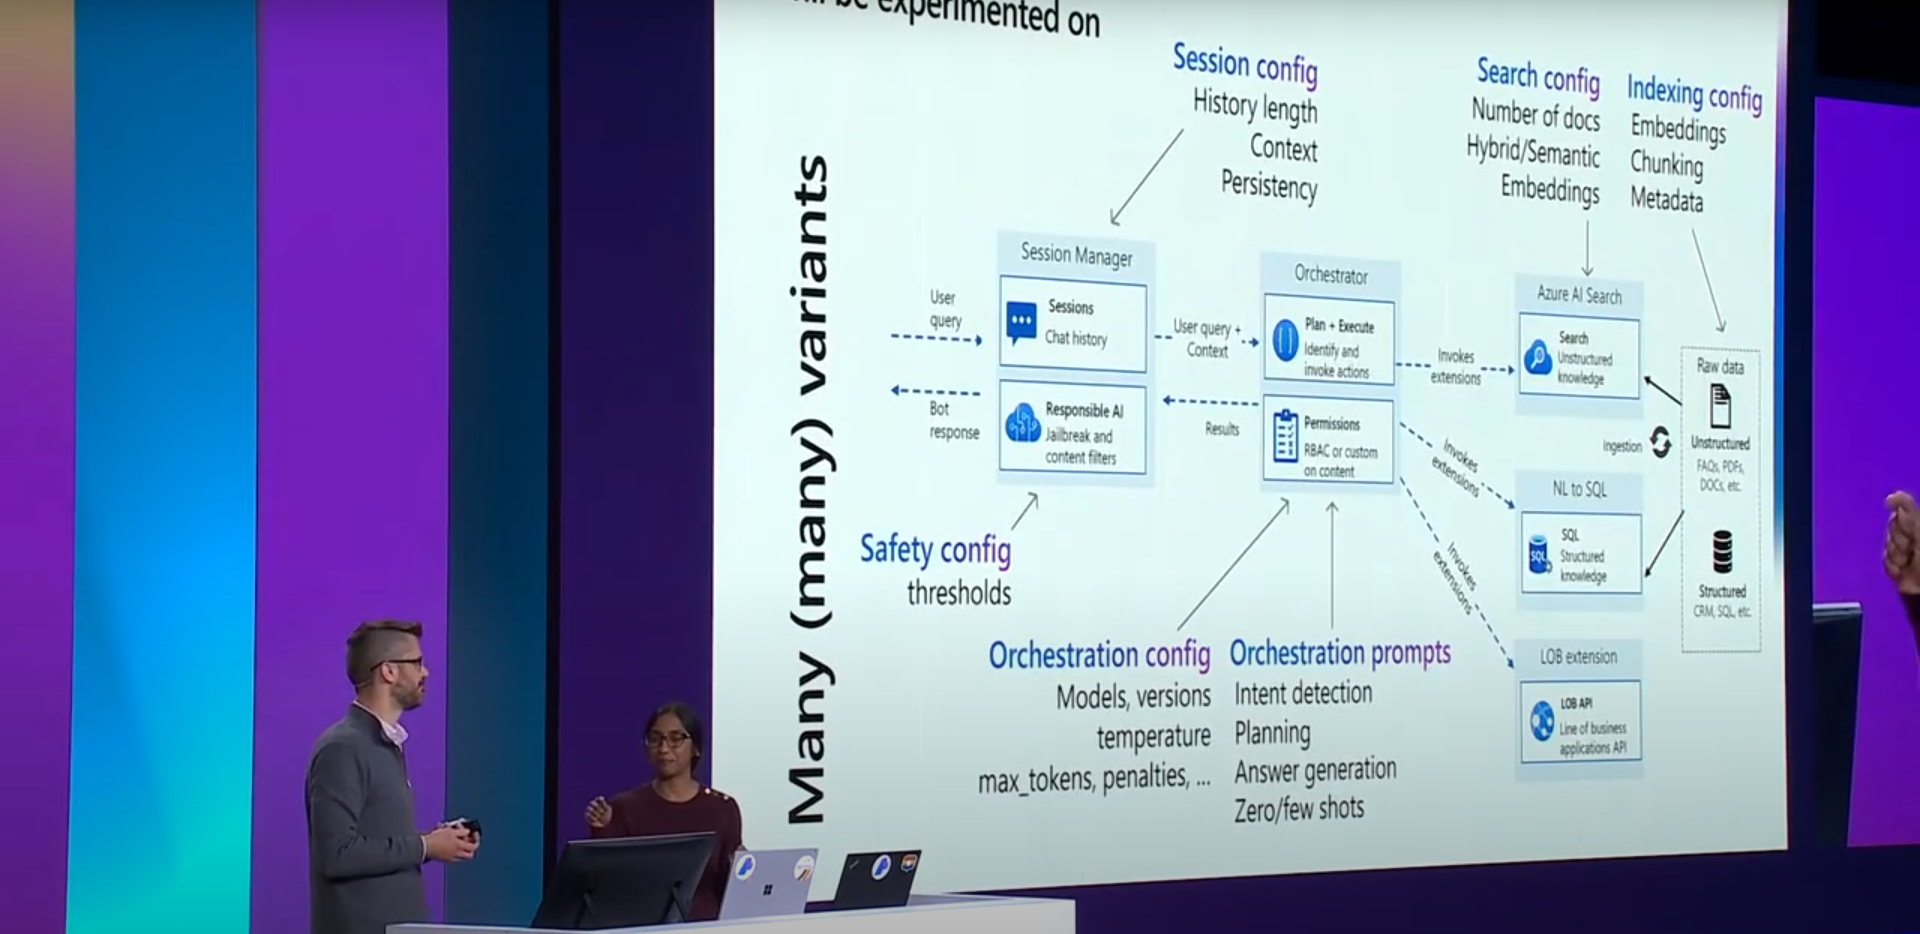 be experimented on
Many (many) variants
Session config
History length
Context
Persistency
Search config
Number of docs
Hybrid/Semantic
Embeddings
Indexing config
Embeddings
Chunking
Metadata
Session Manager
Sessions
Chat history
Responsible AI
Jailbreak and
content filters
User
query
Bot
response
User query +
Context
Results
Orchestrator
Plan + Execute
Identify and
invoke actions
Permissions
RBAC or custom
on content
Invokes
extensions
Invokes
extensions
Invokes
extensions
Azure AI Search
Search
Unstructured
knowledge
NL to SQL
SQL
SQL
Structured
knowledge
LOB extension
LOB API
Line of business
applications API
Ingestion
Raw data
Unstructured
FAQs, PDFs,
DOCs, etc.
Structured
CRM, SQL, etc.
Safety config
thresholds
Orchestration config
Models, versions
temperature
max_tokens, penalties, ...
Orchestration prompts
Intent detection
Planning
Answer generation
Zero/few shots